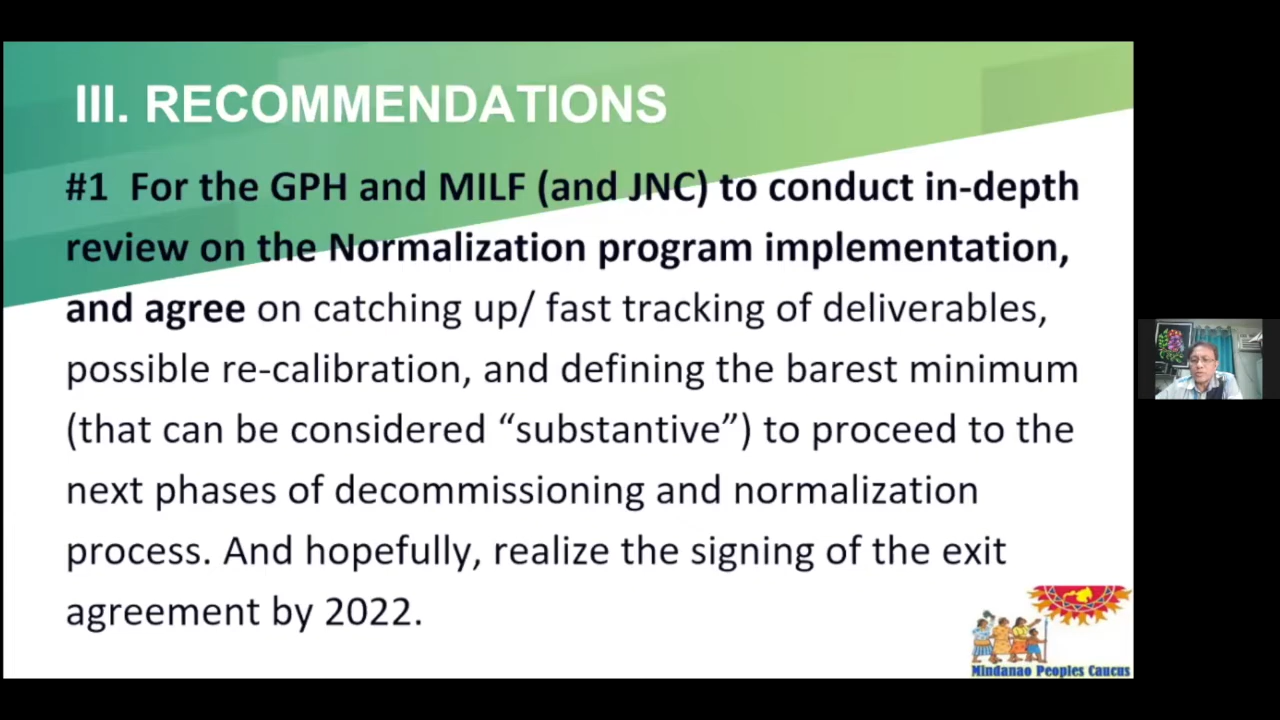 III. RECOMMENDATIONS
#1 For the GPH and MILF (and JNC) to conduct in-depth
review on the Normalization program implementation,
and agree on catching up/ fast tracking of deliverables,
possible re-calibration, and defining the barest minimum
(that can be considered “substantive”) to proceed to the
next phases of decommissioning and normalization
process. And hopefully, realize the signing of the exit
agreement by 2022.
Mindanao Peoples Caucus